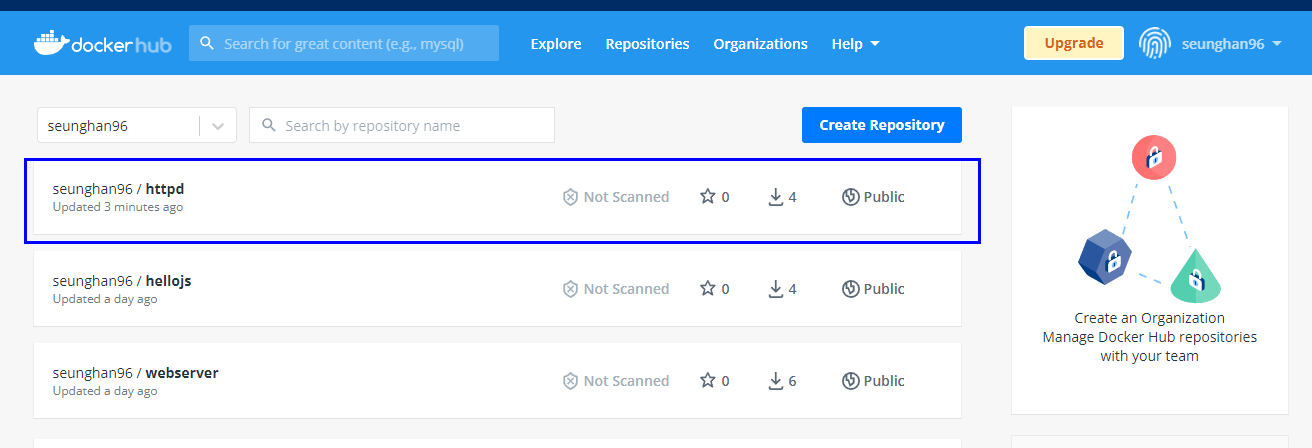 docker hub
Search for great content (e.g., mysql)
Explore
Repositories
Organizations
Help
Upgrade
seunghan96
seunghan96
Search by repository name
Create Repository
seunghan96 / httpd
Updated 3 minutes ago
Not Scanned
0
4
Public
seunghan96 / hellojs
Updated a day ago
Not Scanned
0
4
Public
seunghan96 / webserver
Updated a day ago
Not Scanned
0
6
Public
Create an Organization
Manage Docker Hub repositories
with your team